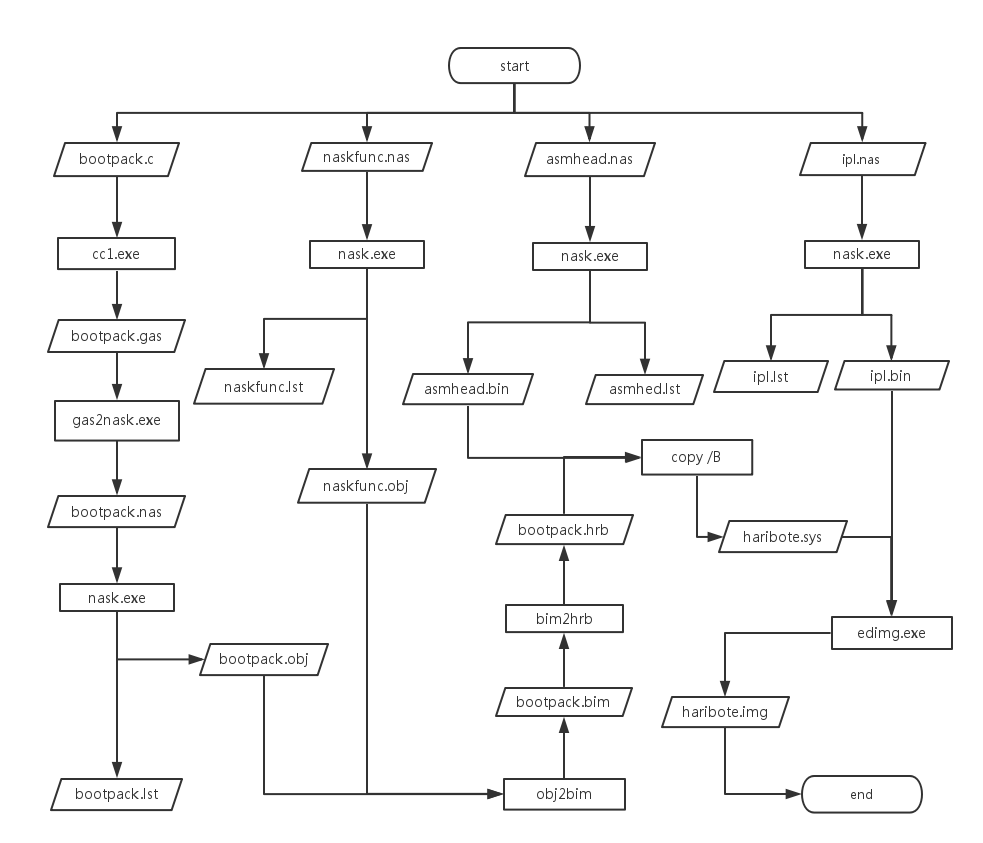 start
bootpack.c
naskfunc.nas
asmhead.nas
ipl.nas
cc1.exe
nask.exe
nask.exe
nask.exe
bootpack.gas
naskfunc.lst
asmhead.bin
asmhed.lst
ipl.lst
ipl.bin
gas2nask.exe
copy /B
naskfunc.obj
bootpack.nas
bootpack.hrb
haribote.sys
nask.exe
bim2hrb
edimg.exe
bootpack.obj
bootpack.bim
haribote.img
bootpack.lst
obj2bim
end